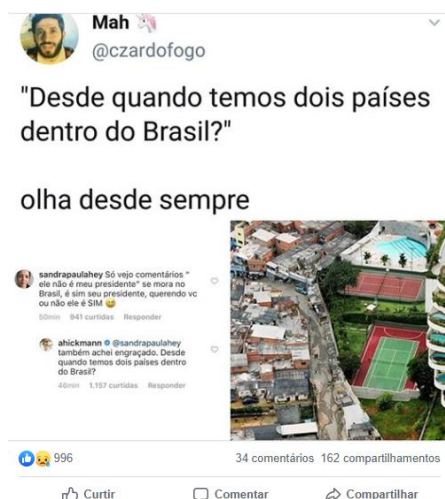 Mah
@czardofogo
"Desde quando temos dois países
dentro do Brasil?"
olha desde sempre
sandrapaulahey Só vejo comentários "
ele não é meu presidente" se mora no
Brasil, é sim seu presidente, querendo vc
ou não ele é SIM 😅
50min 941 curtidas Responder
ahickmann @sandrapaulahey
também achei engraçado. Desde
quando temos dois países dentro
do Brasil?
46min 1.157 curtidas Responder
996
34 comentários 162 compartilhamentos
Curtir
Comentar
Compartilhar